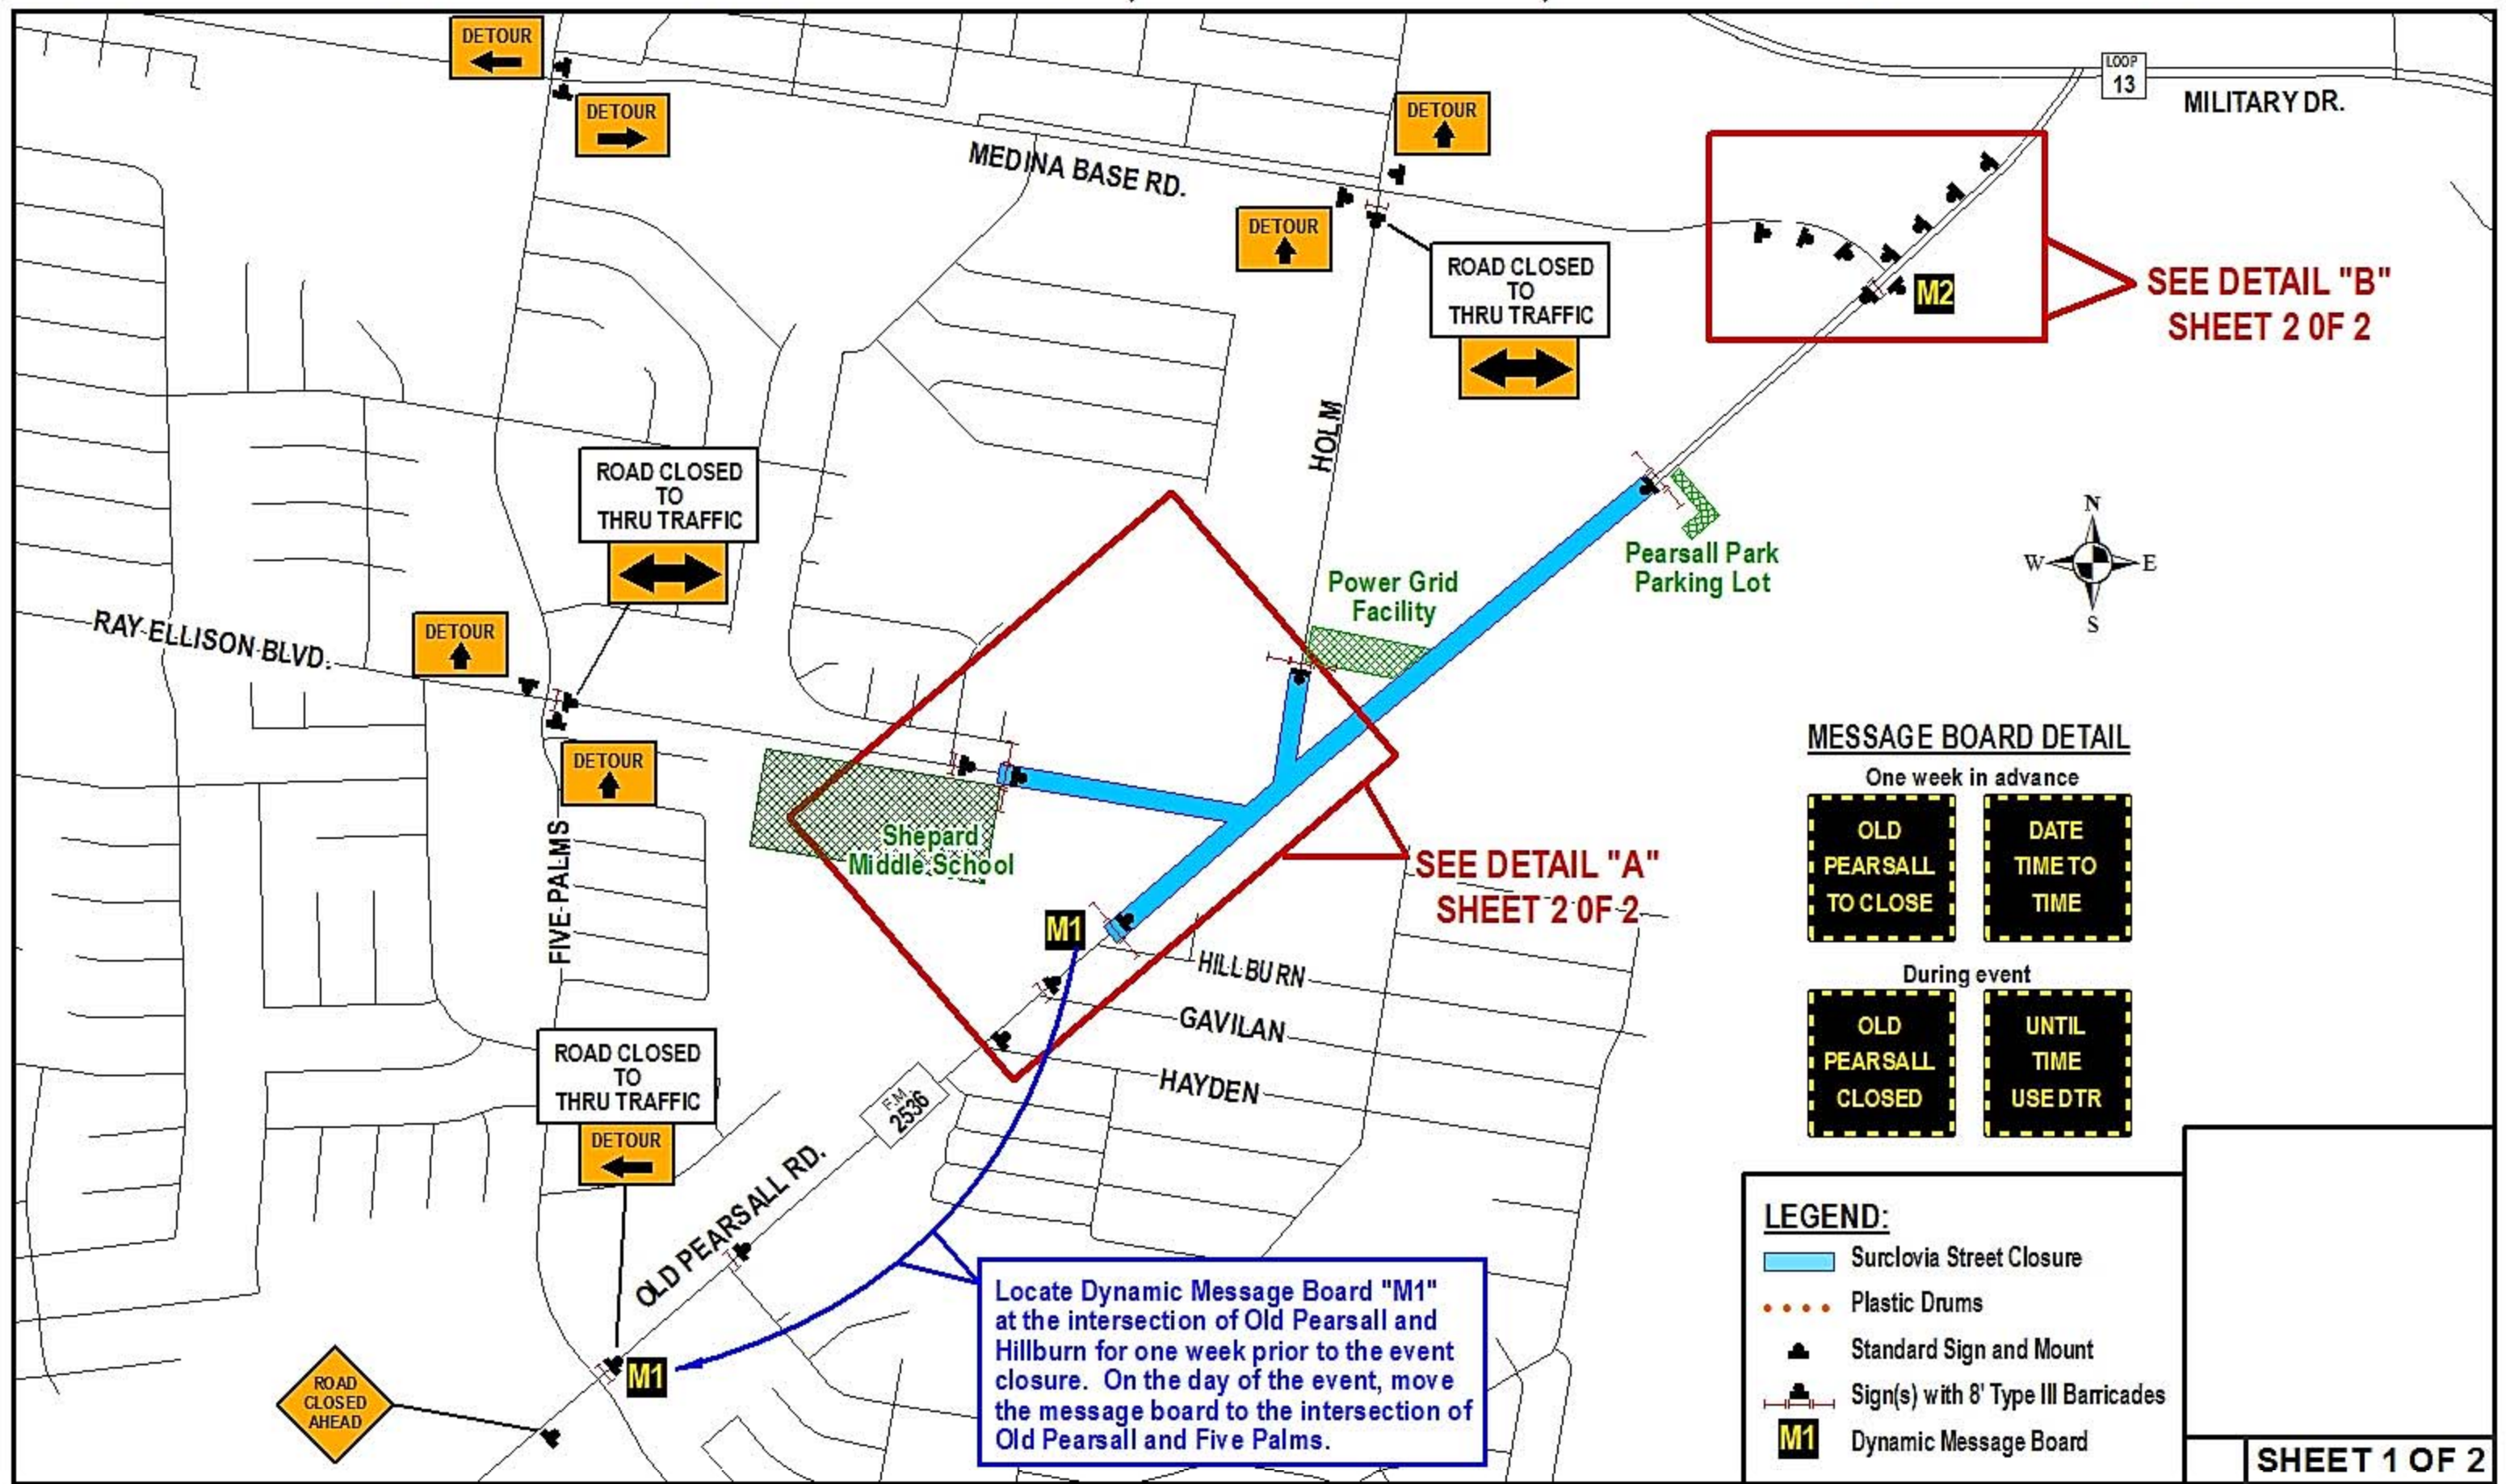 DETOUR
DETOUR
DETOUR
LOOP
13
MILITARY DR.
MEDINA BASE RD.
DETOUR
ROAD CLOSED
TO
THRU TRAFFIC
M2
SEE DETAIL "B"
SHEET 2 0F 2
HOLM
ROAD CLOSED
TO
THRU TRAFFIC
N
W
E
S
Pearsall Park
Parking Lot
Power Grid
Facility
RAY ELLISON BLVD.
DETOUR
DETOUR
FIVE PALMS
Shepard
Middle School
SEE DETAIL "A"
SHEET 2 0F 2
M1
HILLBURN
GAVILAN
HAYDEN
F.M.
2536
OLD PEARSALL RD.
ROAD CLOSED
TO
THRU TRAFFIC
DETOUR
M1
ROAD
CLOSED
AHEAD
Locate Dynamic Message Board "M1"
at the intersection of Old Pearsall and
Hillburn for one week prior to the event
closure. On the day of the event, move
the message board to the intersection of
Old Pearsall and Five Palms.
MESSAGE BOARD DETAIL
One week in advance
OLD
PEARSALL
TO CLOSE
DATE
TIME TO
TIME
During event
OLD
PEARSALL
CLOSED
UNTIL
TIME
USE DTR
LEGEND:
Surclovia Street Closure
Plastic Drums
Standard Sign and Mount
Sign(s) with 8' Type III Barricades
M1
Dynamic Message Board
SHEET 1 OF 2